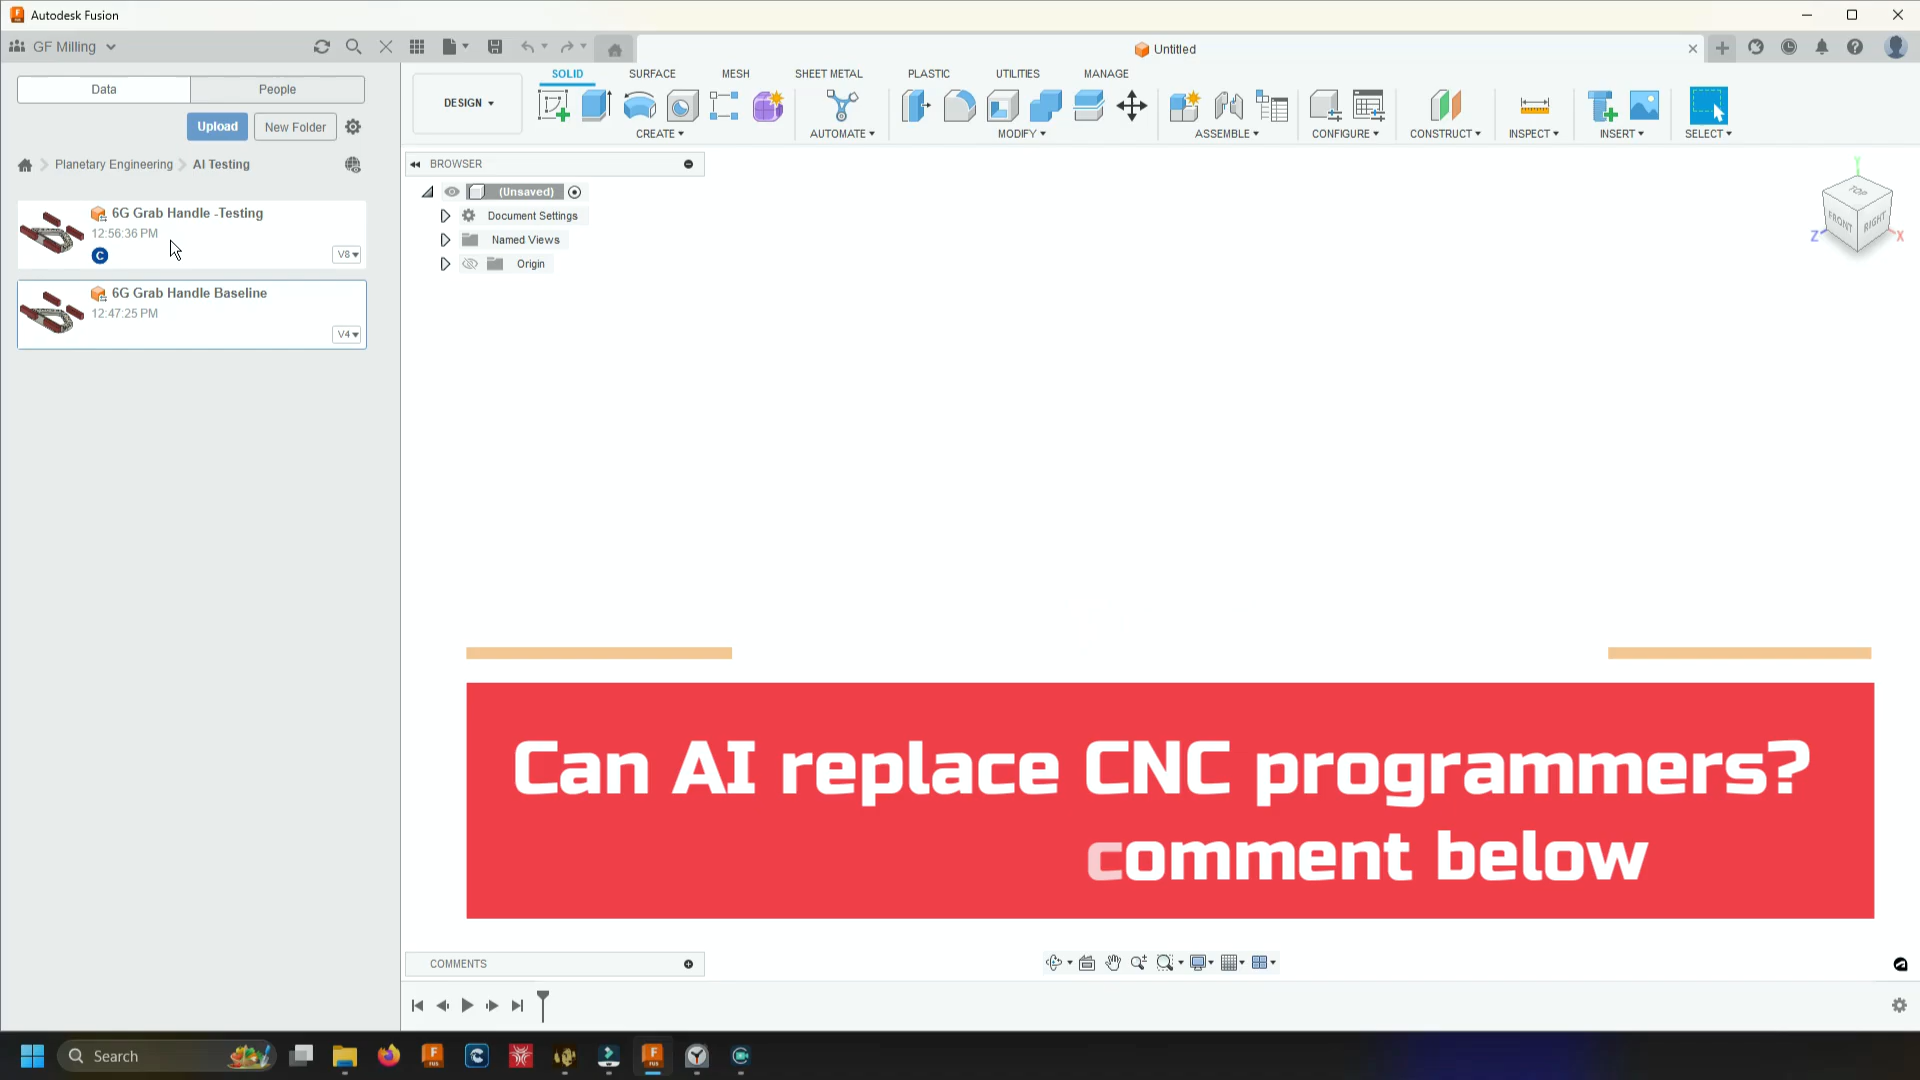 Autodesk Fusion
GF Milling
Untitled
Data
People
Upload
New Folder
Planetary Engineering
AI Testing
6G Grab Handle -Testing
12:56:36 PM
C
V8
6G Grab Handle Baseline
12:47:25 PM
V4
SOLID
SURFACE
MESH
SHEET METAL
PLASTIC
UTILITIES
MANAGE
DESIGN
CREATE
AUTOMATE
MODIFY
ASSEMBLE
CONFIGURE
CONSTRUCT
INSPECT
INSERT
SELECT
BROWSER
(Unsaved)
Document Settings
Named Views
Origin
Y
TOP
FRONT
RIGHT
Z
X
Can AI replace CNC programmers?
comment below
COMMENTS
Search